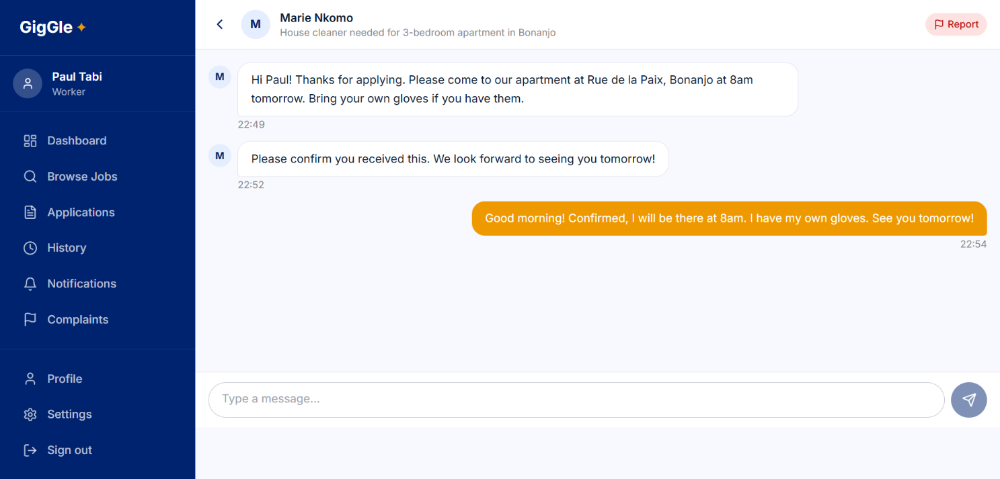 GigGle
Paul Tabi
Worker
Dashboard
Browse Jobs
Applications
History
Notifications
Complaints
Profile
Settings
Sign out
M
Marie Nkomo
House cleaner needed for 3-bedroom apartment in Bonanjo
Report
M
Hi Paul! Thanks for applying. Please come to our apartment at Rue de la Paix, Bonanjo at 8am
tomorrow. Bring your own gloves if you have them.
22:49
M
Please confirm you received this. We look forward to seeing you tomorrow!
22:52
Good morning! Confirmed, I will be there at 8am. I have my own gloves. See you tomorrow!
22:54
Type a message...